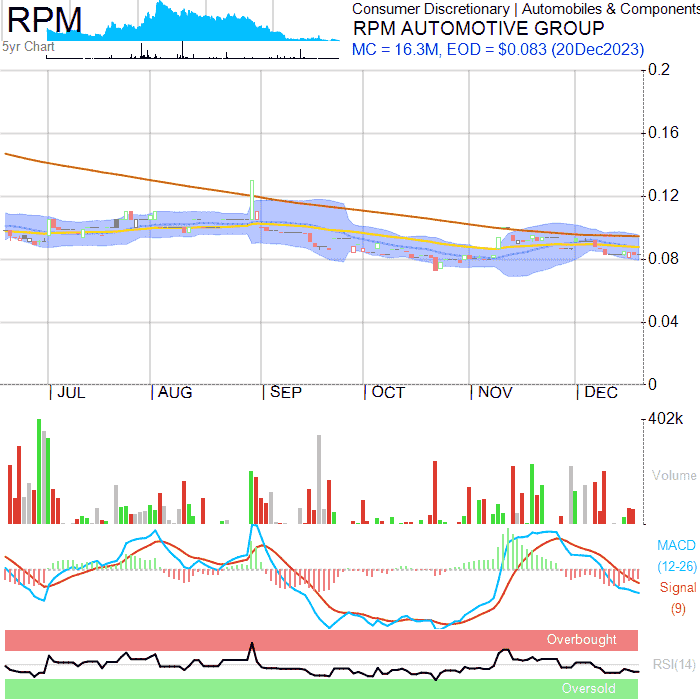 RPM
5yr Chart
Consumer Discretionary | Automobiles & Components
RPM AUTOMOTIVE GROUP
MC = 16.3M, EOD = $0.083 (20Dec2023)
0.2
0.16
0.12
0.08
0.04
0
JUL
AUG
SEP
OCT
NOV
DEC
402k
Volume
MACD
(12-26)
Signal
(9)
Overbought
RSI(14)
Oversold